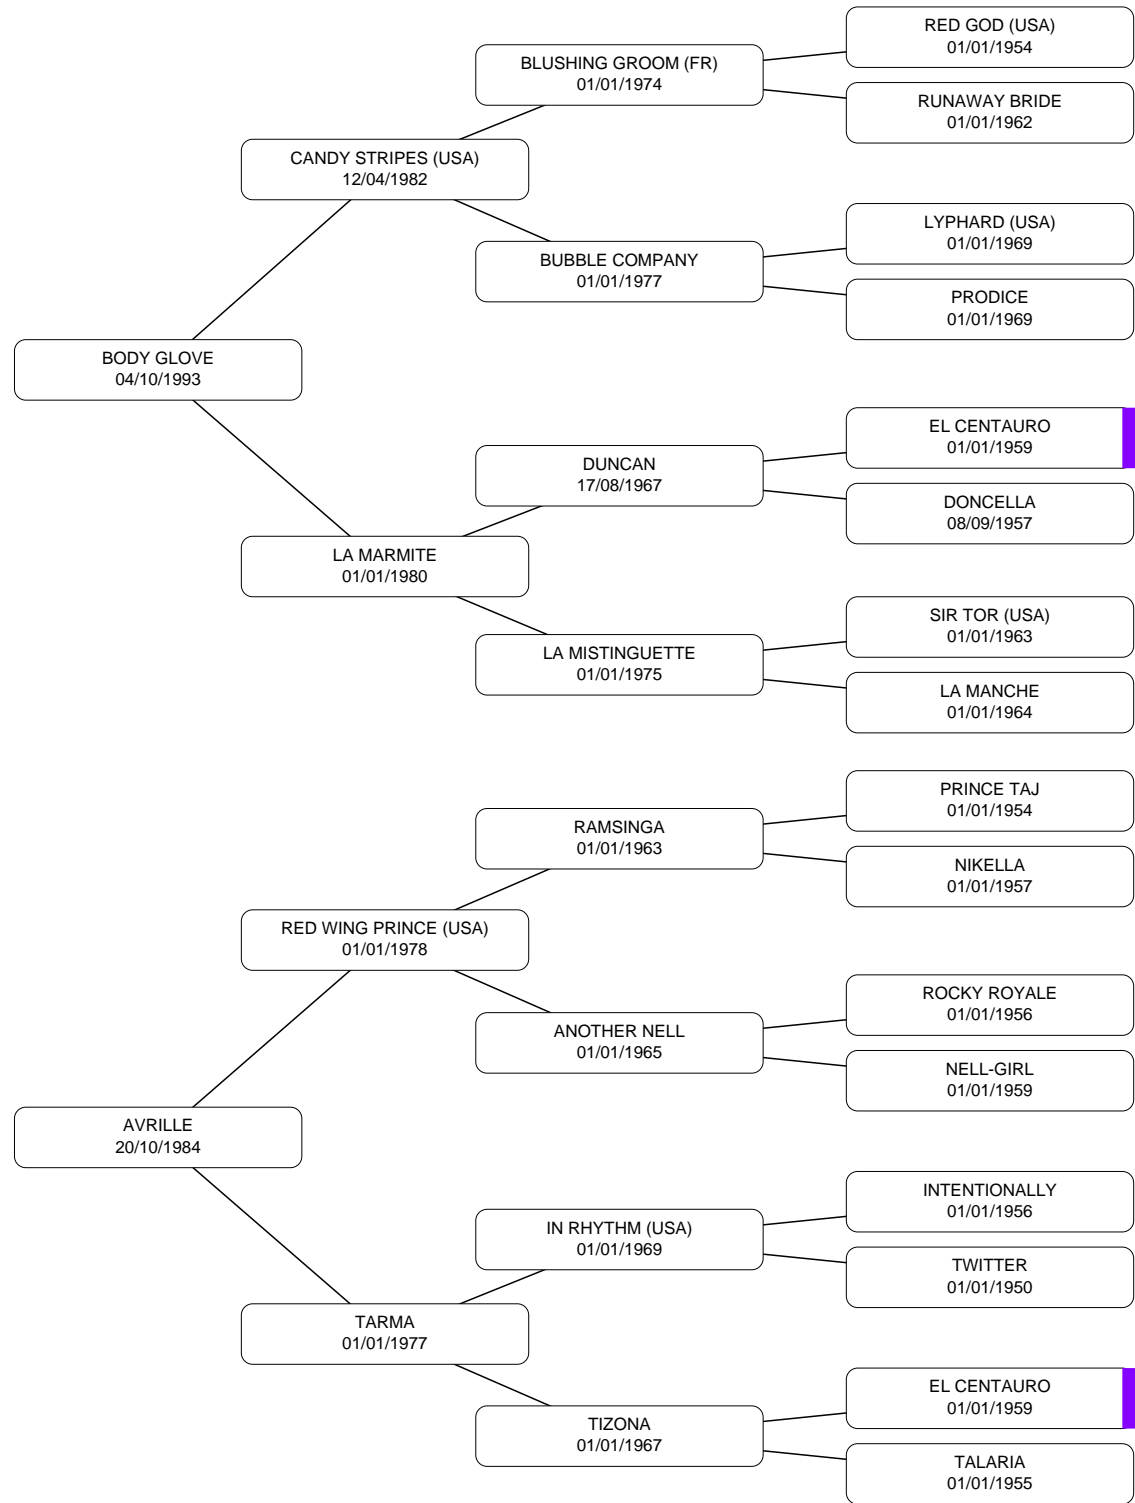 RED GOD (USA)
01/01/1954
BLUSHING GROOM (FR)
01/01/1974
RUNAWAY BRIDE
01/01/1962
CANDY STRIPES (USA)
12/04/1982
LYPHARD (USA)
01/01/1969
BUBBLE COMPANY
01/01/1977
PRODICE
01/01/1969
BODY GLOVE
04/10/1993
EL CENTAURO
01/01/1959
DUNCAN
17/08/1967
DONCELLA
08/09/1957
LA MARMITE
01/01/1980
SIR TOR (USA)
01/01/1963
LA MISTINGUETTE
01/01/1975
LA MANCHE
01/01/1964
PRINCE TAJ
01/01/1954
RAMSINGA
01/01/1963
NIKELLA
01/01/1957
RED WING PRINCE (USA)
01/01/1978
ROCKY ROYALE
01/01/1956
ANOTHER NELL
01/01/1965
NELL-GIRL
01/01/1959
AVRILLE
20/10/1984
INTENTIONALLY
01/01/1956
IN RHYTHM (USA)
01/01/1969
TWITTER
01/01/1950
TARMA
01/01/1977
EL CENTAURO
01/01/1959
TIZONA
01/01/1967
TALARIA
01/01/1955